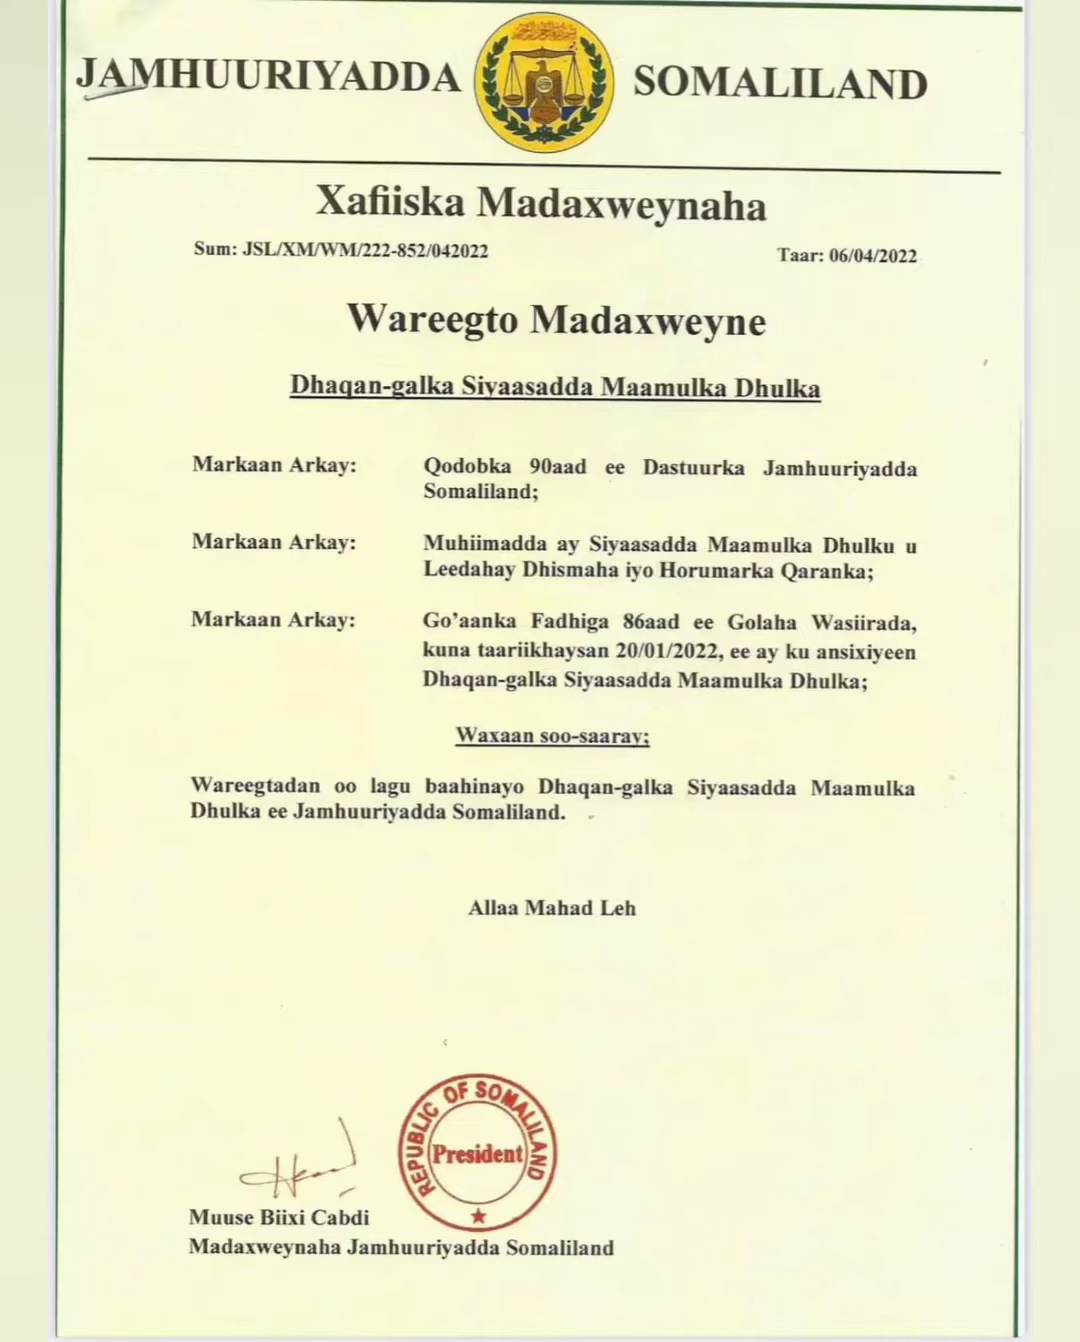 JAMHUURIYADDA SOMALILAND
Xafiiska Madaxweynaha
Sum: JSL/XM/WM/222-852/042022 Taar: 06/04/2022
Wareegto Madaxweyne
Dhaqan-galka Siyaasadda Maamulka Dhulka
Markaan Arkay: Qodobka 90aad ee Dastuurka Jamhuuriyadda
Somaliland;
Markaan Arkay: Muhiimadda ay Siyaasadda Maamulka Dhulku u
Leedahay Dhismaha iyo Horumarka Qaranka;
Markaan Arkay: Go'aanka Fadhiga 86aad ee Golaha Wasiirada,
kuna taariikhaysan 20/01/2022, ee ay ku ansixiyeen
Dhaqan-galka Siyaasadda Maamulka Dhulka;
Waxaan soo-saaray;
Wareegtadan oo lagu baahinayo Dhaqan-galka Siyaasadda Maamulka
Dhulka ee Jamhuuriyadda Somaliland.
Allaa Mahad Leh
REPUBLIC OF SOMALILAND
President
Muuse Biixi Cabdi
Madaxweynaha Jamhuuriyadda Somaliland